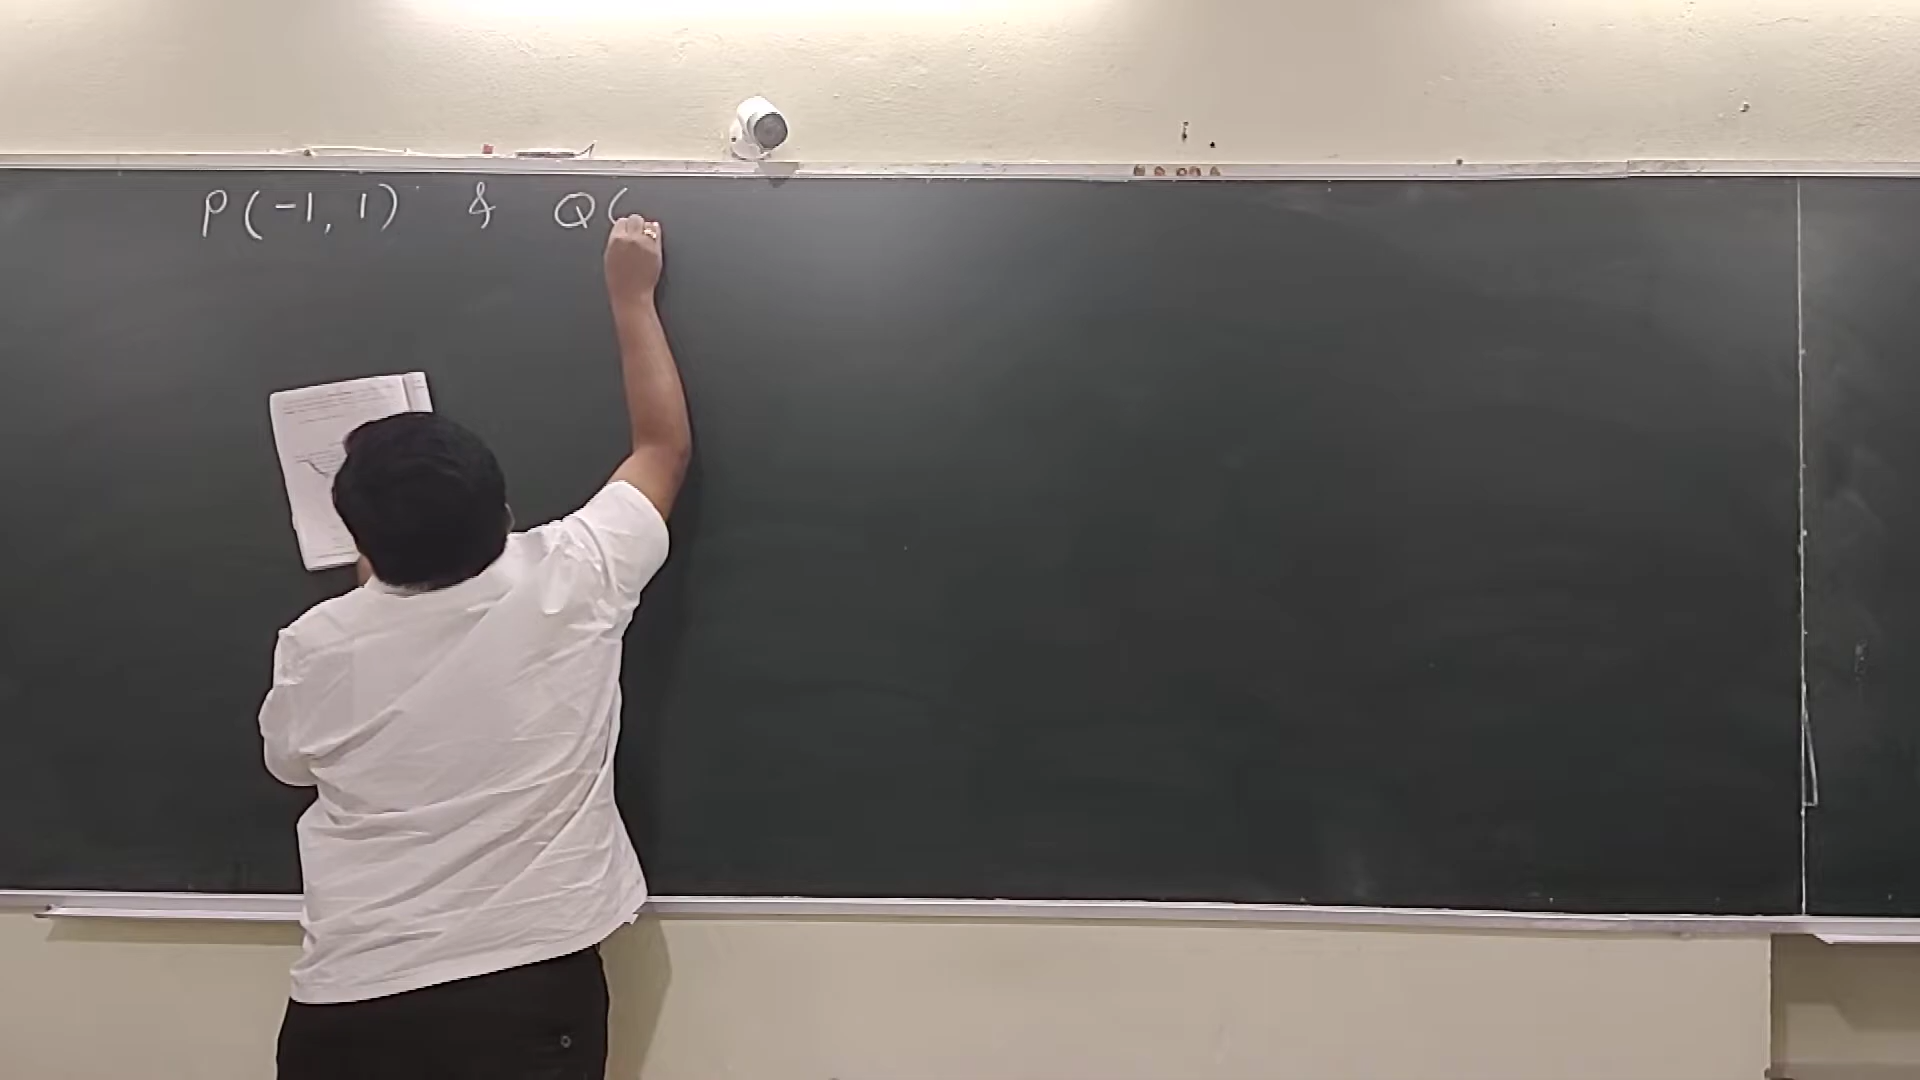 P(-1, 1) & Q(